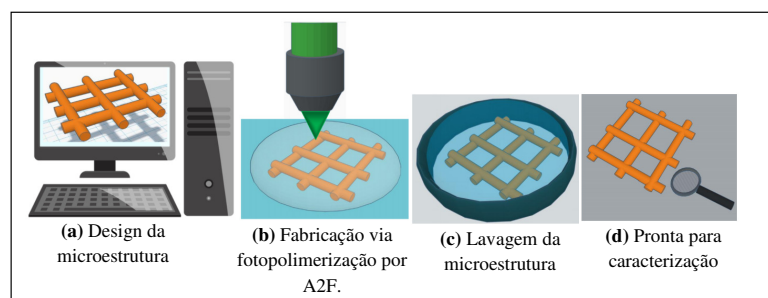 (a) Design da
microestrutura
(b) Fabricação via
fotopolimerização por
A2F.
(c) Lavagem da
microestrutura
(d) Pronta para
caracterização